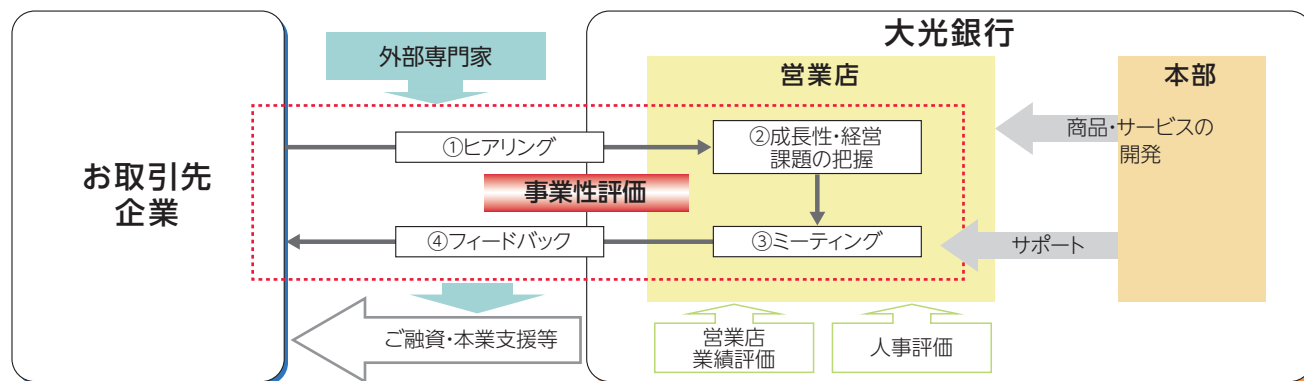 大光銀行
外部専門家
営業店
本部
①ヒアリング
②成長性・経営
課題の把握
商品・サービスの
開発
お取引先
企業
事業性評価
④フィードバック
③ミーティング
サポート
ご融資・本業支援等
営業店
業績評価
人事評価